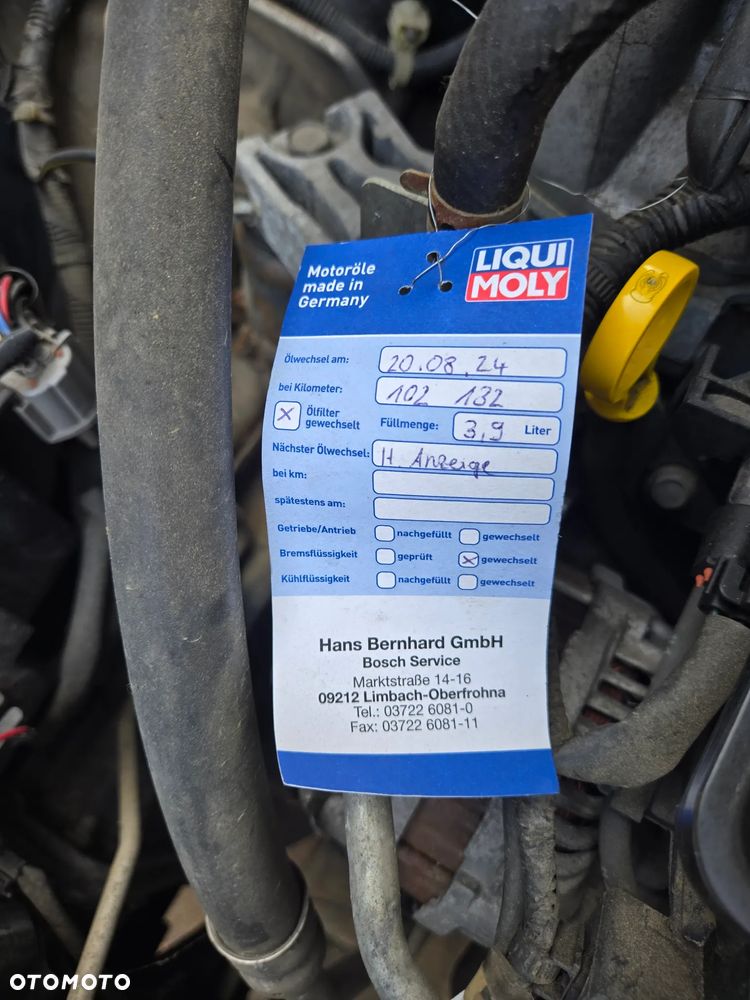 Motoröle
made in
Germany
LIQUI
MOLY
Ölwechsel am: 20.08.24
bei Kilometer: 102 132
X Ölfilter gewechselt Füllmenge: 3,9 Liter
Nächster Ölwechsel: H. Anzeige
bei km:
spätestens am:
Getriebe/Antrieb nachgefüllt gewechselt
Bremsflüssigkeit geprüft X gewechselt
Kühlflüssigkeit nachgefüllt gewechselt
Hans Bernhard GmbH
Bosch Service
Marktstraße 14-16
09212 Limbach-Oberfrohna
Tel.: 03722 6081-0
Fax: 03722 6081-11
OTOMOTO